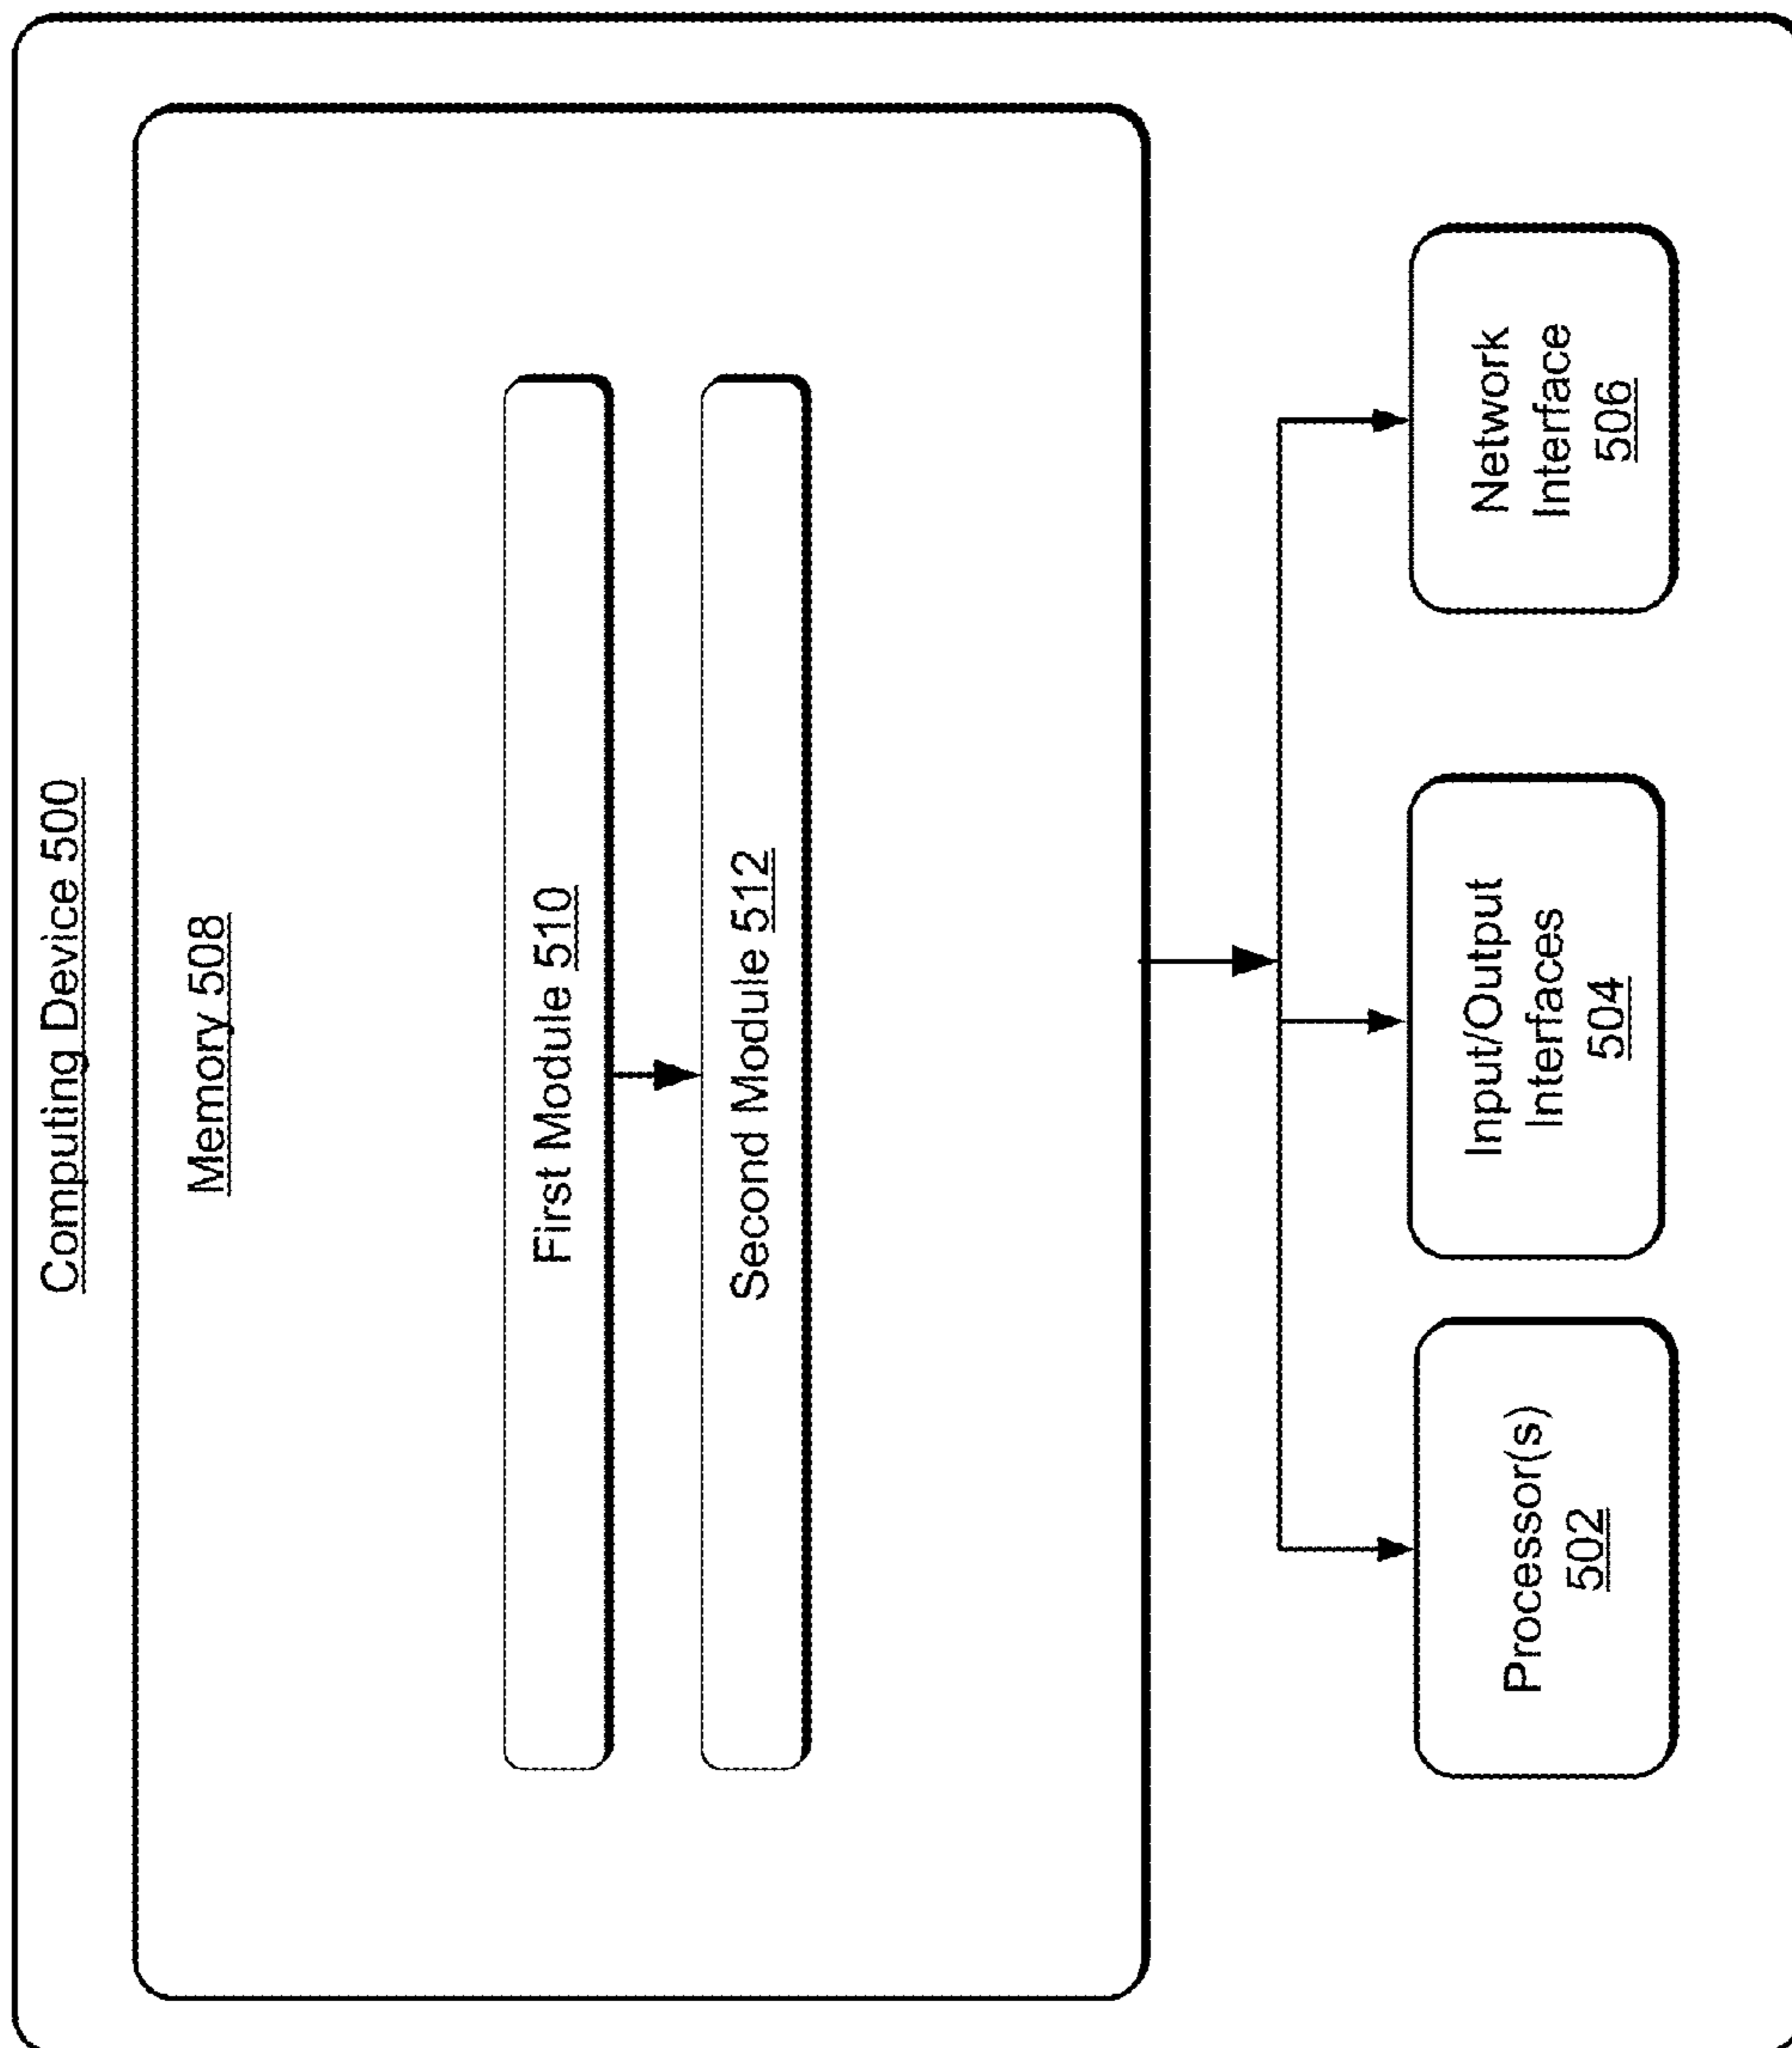 Computing Device 500
Memory 508
First Module 510
Second Module 512
Processor(s)
502
Input/Output
Interfaces
504
Network
Interface
506